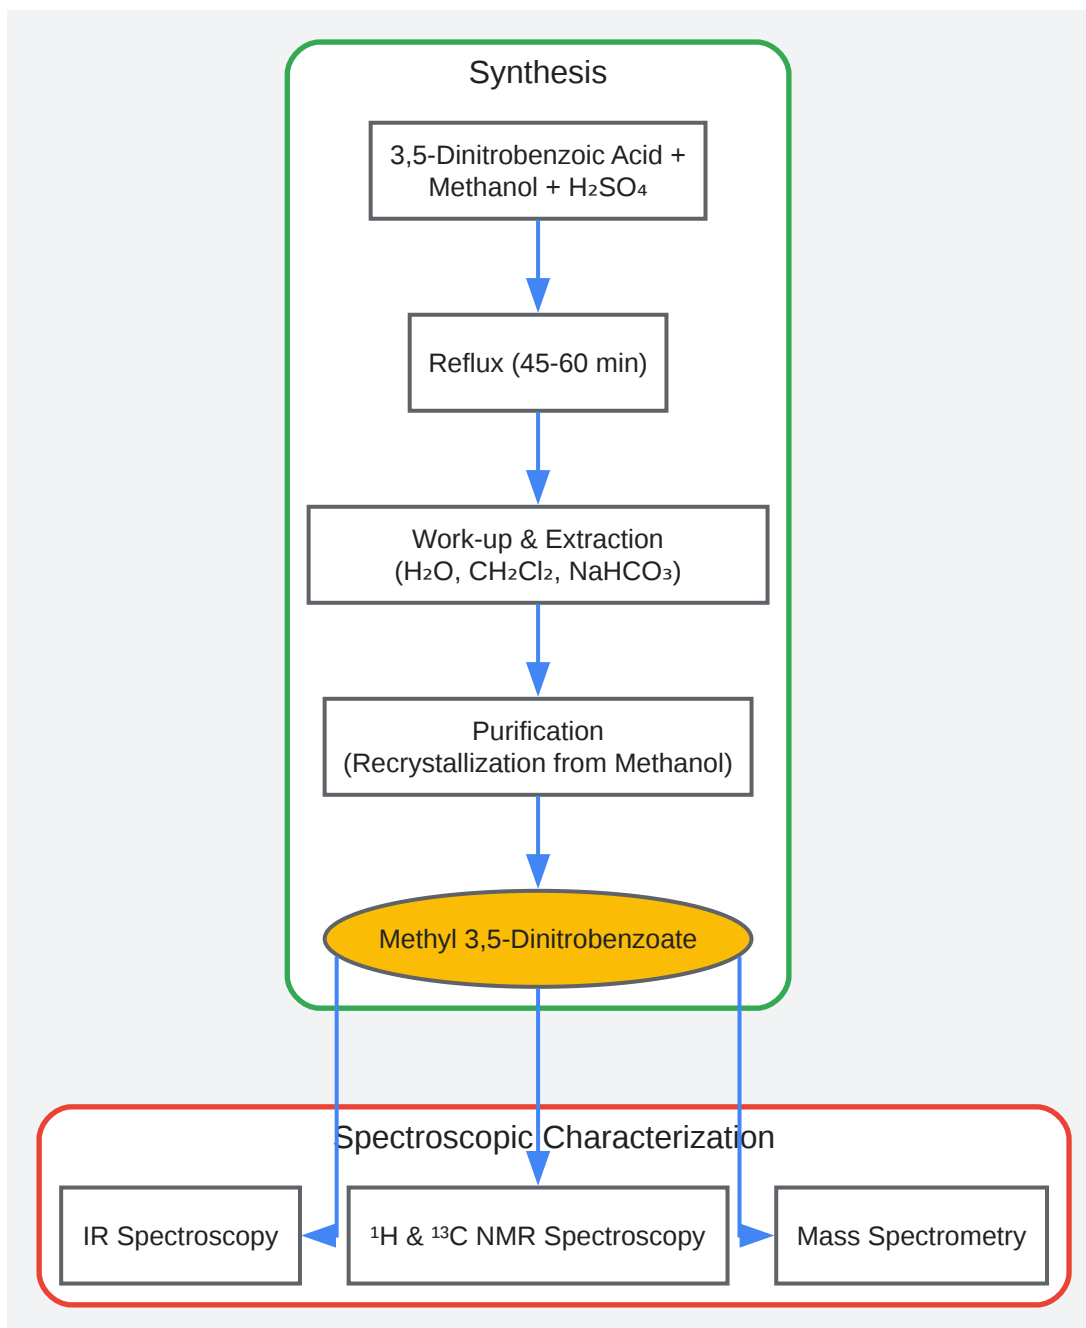 Synthesis
3,5-Dinitrobenzoic Acid +
Methanol + H₂SO₄
Reflux (45-60 min)
Work-up & Extraction
(H₂O, CH₂Cl₂, NaHCO₃)
Purification
(Recrystallization from Methanol)
Methyl 3,5-Dinitrobenzoate
Spectroscopic Characterization
IR Spectroscopy
¹H & ¹³C NMR Spectroscopy
Mass Spectrometry